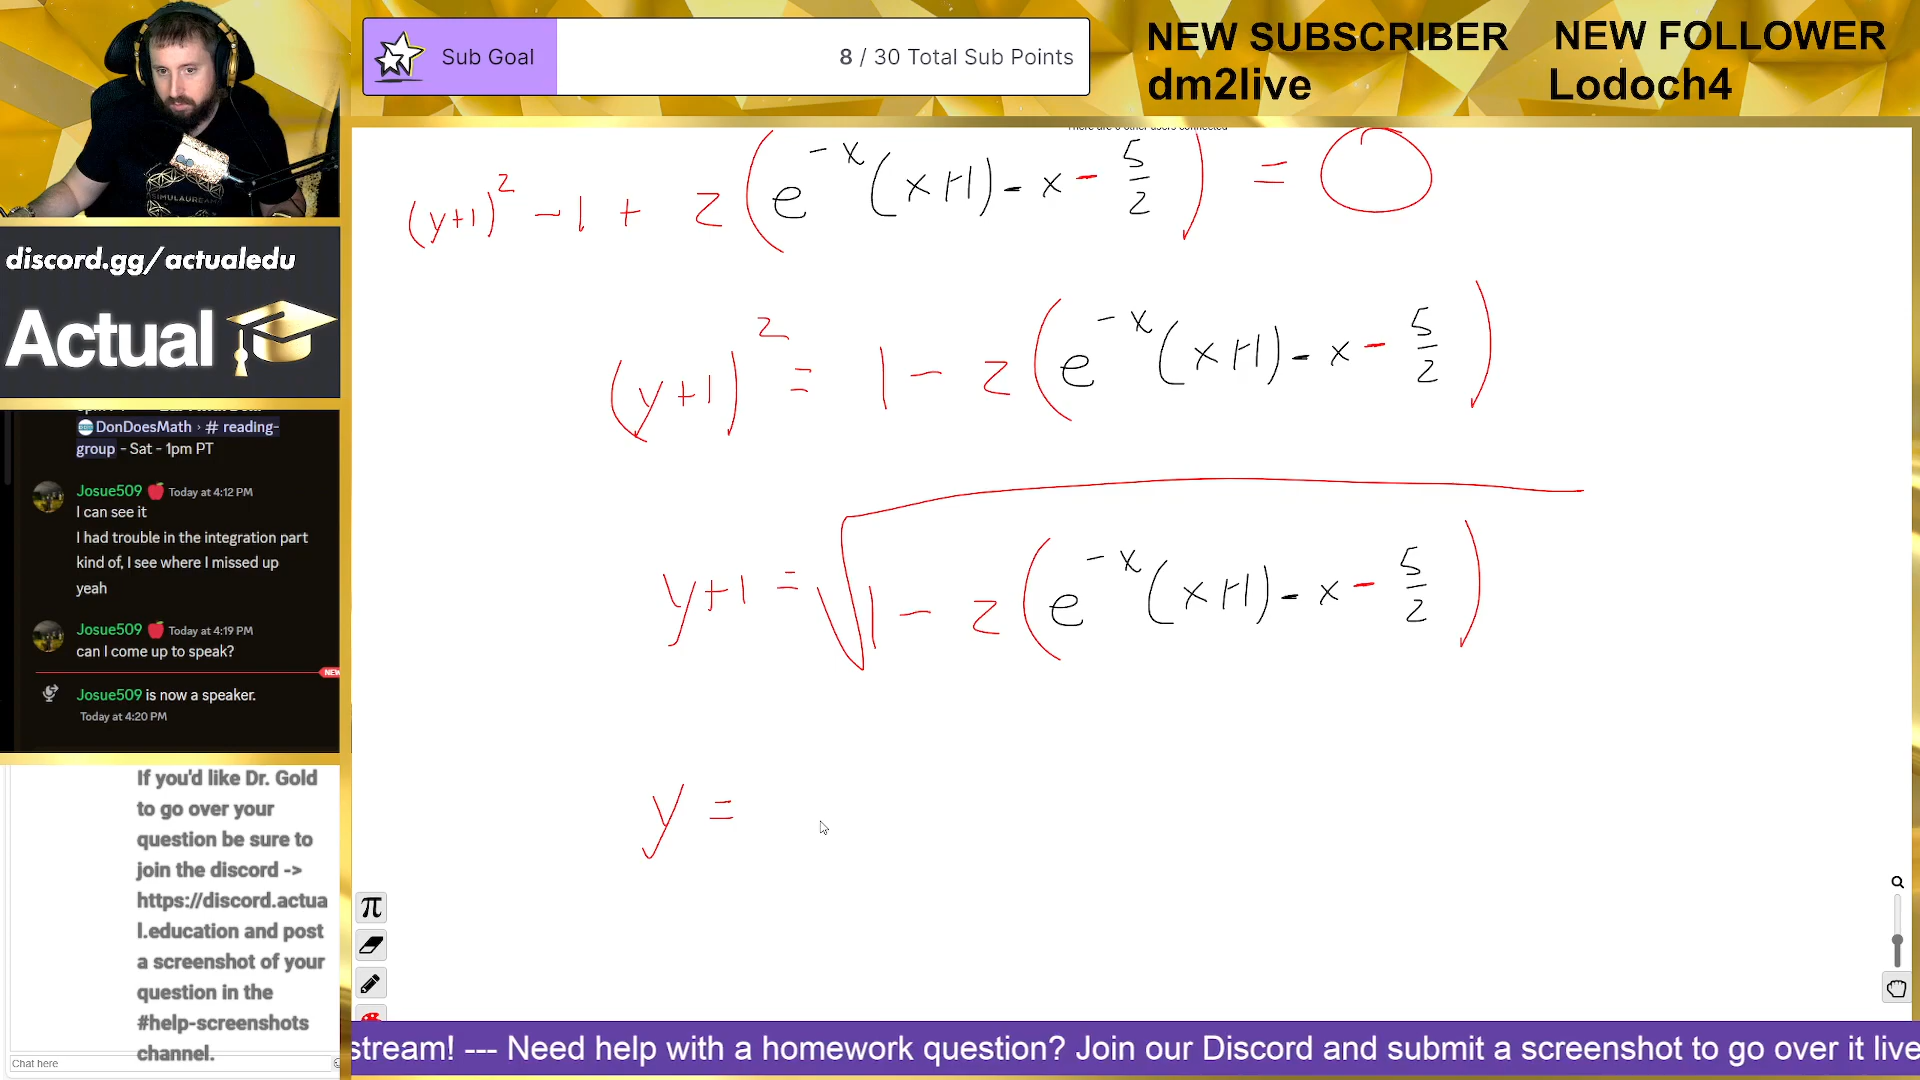 Sub Goal
8 / 30 Total Sub Points
NEW SUBSCRIBER
dm2live
NEW FOLLOWER
Lodoch4
(y+1)² - 1 + 2(e^{-x}(x+1) - x - 5/2) = 0
(y+1)² = 1 - 2(e^{-x}(x+1) - x - 5/2)
y+1 = √(1 - 2(e^{-x}(x+1) - x - 5/2))
y =
discord.gg/actualedu
Actual
DonDoesMath › # reading-
group - Sat - 1pm PT
Josue509 Today at 4:12 PM
I can see it
I had trouble in the integration part
kind of, I see where I missed up
yeah
Josue509 Today at 4:19 PM
can I come up to speak?
NEW
Josue509 is now a speaker.
Today at 4:20 PM
If you'd like Dr. Gold
to go over your
question be sure to
join the discord ->
https://discord.actua
l.education and post
a screenshot of your
question in the
#help-screenshots
channel.
Chat here
π
stream! --- Need help with a homework question? Join our Discord and submit a screenshot to go over it live